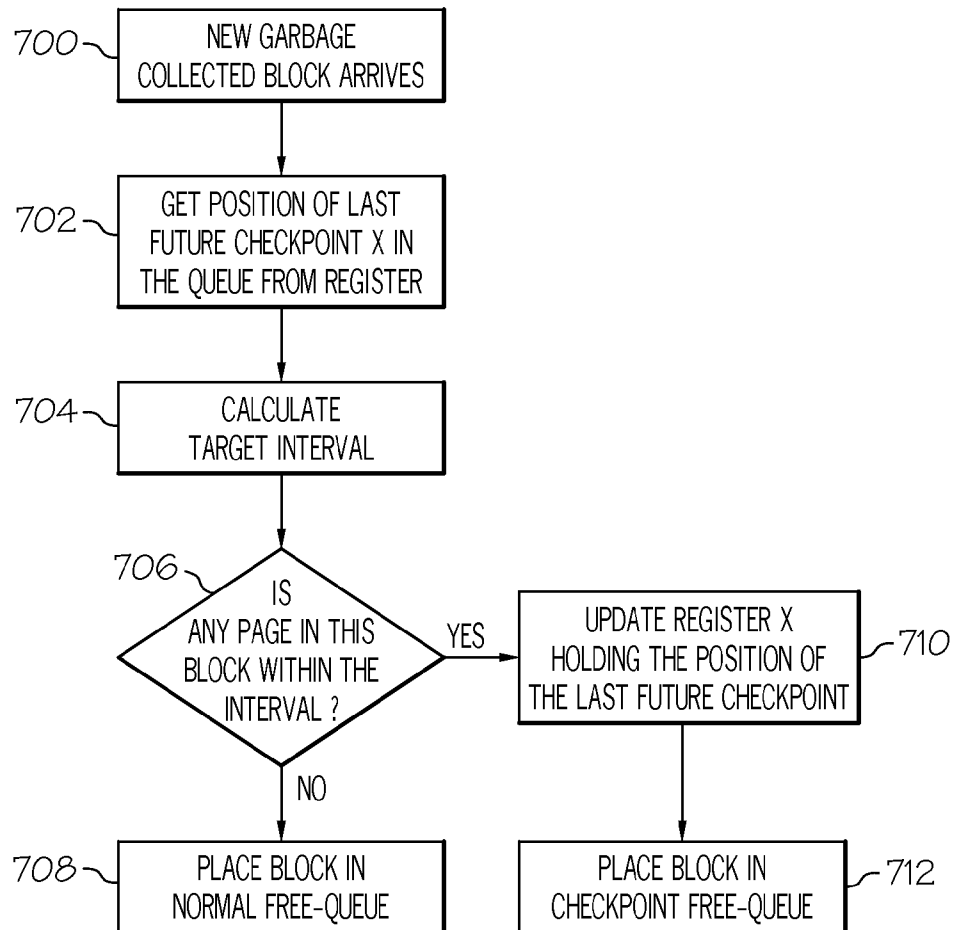 700
NEW GARBAGE
COLLECTED BLOCK ARRIVES
702
GET POSITION OF LAST
FUTURE CHECKPOINT X IN
THE QUEUE FROM REGISTER
704
CALCULATE
TARGET INTERVAL
706
IS
ANY PAGE IN THIS
BLOCK WITHIN THE
INTERVAL ?
YES
UPDATE REGISTER X
HOLDING THE POSITION OF
THE LAST FUTURE CHECKPOINT
710
NO
708
PLACE BLOCK IN
NORMAL FREE-QUEUE
PLACE BLOCK IN
CHECKPOINT FREE-QUEUE
712